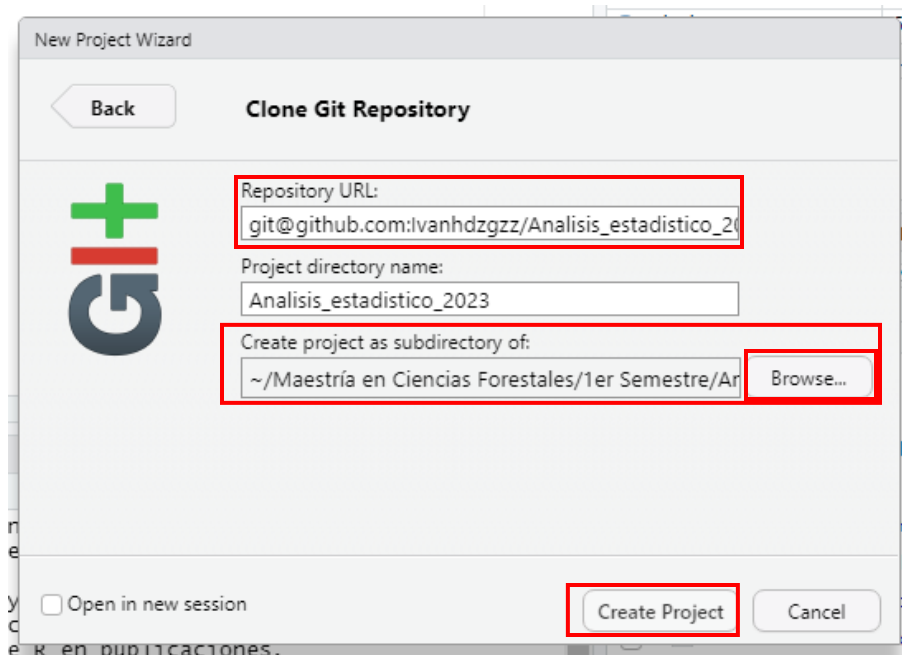 New Project Wizard
Back
Clone Git Repository
GIt
Repository URL:
git@github.com:Ivanhdzgzz/Analisis_estadistico_20
Project directory name:
Analisis_estadistico_2023
Create project as subdirectory of:
~/Maestría en Ciencias Forestales/1er Semestre/Ar
Browse...
Open in new session
Create Project
Cancel
e R en publicaciones.